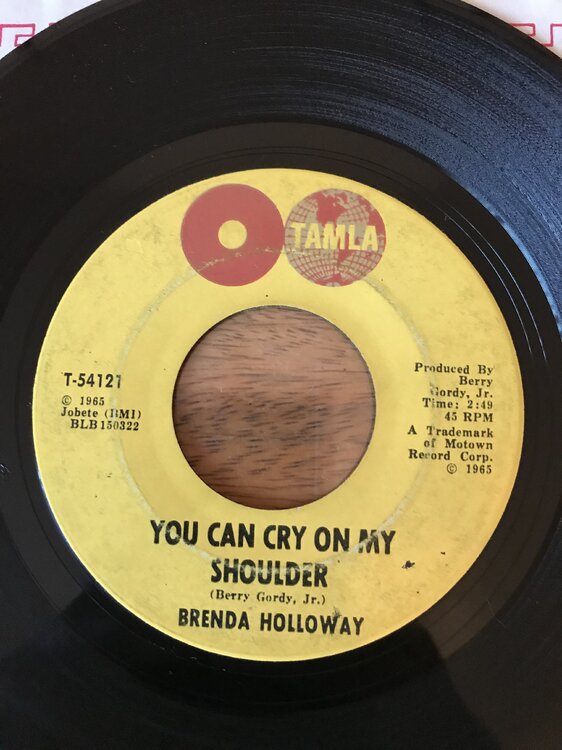 TAMLA
T-54121
© 1965
Jobete (BMI)
BLB 150322
Produced By
Berry
Gordy, Jr.
Time: 2:49
45 RPM
A Trademark
of Motown
Record Corp.
© 1965
YOU CAN CRY ON MY
SHOULDER
(Berry Gordy, Jr.)
BRENDA HOLLOWAY